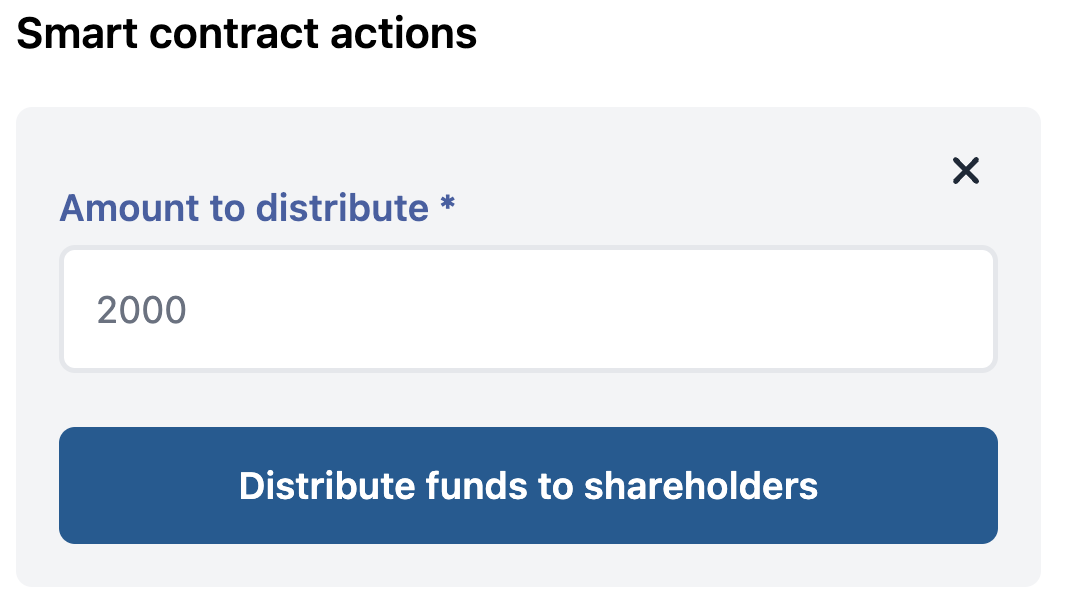 Smart contract actions
Amount to distribute *
2000
Distribute funds to shareholders